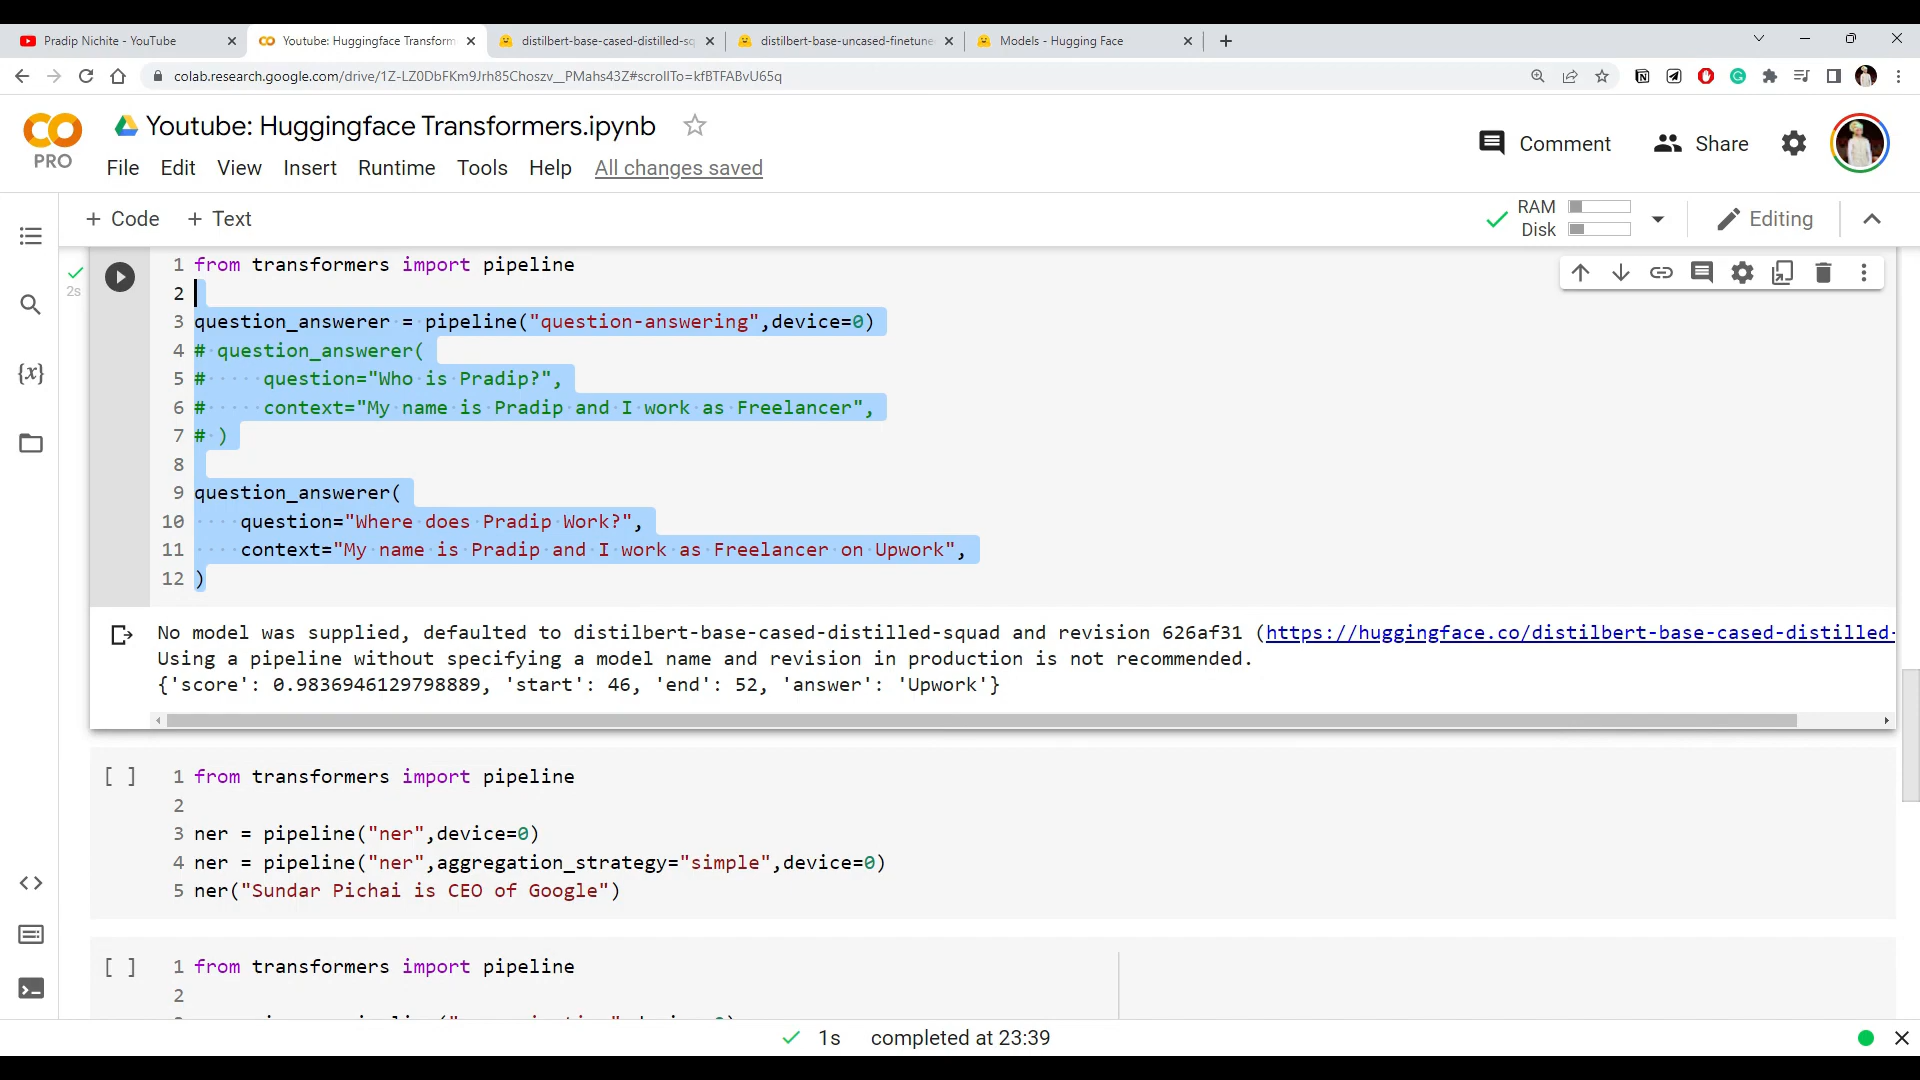 Pradip Nichite - YouTube
Youtube: Huggingface Transform
distilbert-base-cased-distilled-sq
distilbert-base-uncased-finetune
Models - Hugging Face
colab.research.google.com/drive/1Z-LZ0DbFKm9Jrh85Choszv__PMahs43Z#scrollTo=kfBTFABvU65q
CO
PRO
Youtube: Huggingface Transformers.ipynb
File Edit View Insert Runtime Tools Help All changes saved
Comment
Share
+ Code + Text
RAM
Disk
Editing
2s
1 from transformers import pipeline
2
3 question_answerer = pipeline("question-answering",device=0)
4 # question_answerer(
5 #     question="Who is Pradip?",
6 #     context="My name is Pradip and I work as Freelancer",
7 # )
8
9 question_answerer(
10     question="Where does Pradip Work?",
11     context="My name is Pradip and I work as Freelancer on Upwork",
12 )
No model was supplied, defaulted to distilbert-base-cased-distilled-squad and revision 626af31 (https://huggingface.co/distilbert-base-cased-distilled-
Using a pipeline without specifying a model name and revision in production is not recommended.
{'score': 0.9836946129798889, 'start': 46, 'end': 52, 'answer': 'Upwork'}
[ ] 1 from transformers import pipeline
2
3 ner = pipeline("ner",device=0)
4 ner = pipeline("ner",aggregation_strategy="simple",device=0)
5 ner("Sundar Pichai is CEO of Google")
[ ] 1 from transformers import pipeline
2
1s completed at 23:39